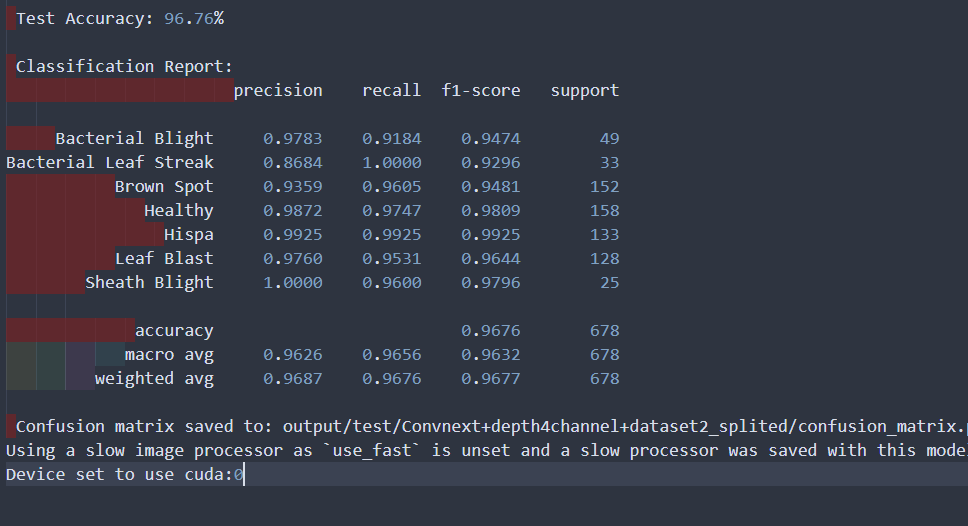 Test Accuracy: 96.76%
Classification Report:
precision recall f1-score support
Bacterial Blight 0.9783 0.9184 0.9474 49
Bacterial Leaf Streak 0.8684 1.0000 0.9296 33
Brown Spot 0.9359 0.9605 0.9481 152
Healthy 0.9872 0.9747 0.9809 158
Hispa 0.9925 0.9925 0.9925 133
Leaf Blast 0.9760 0.9531 0.9644 128
Sheath Blight 1.0000 0.9600 0.9796 25
accuracy 0.9676 678
macro avg 0.9626 0.9656 0.9632 678
weighted avg 0.9687 0.9676 0.9677 678
Confusion matrix saved to: output/test/Convnext+depth4channel+dataset2_splited/confusion_matrix.
Using a slow image processor as `use_fast` is unset and a slow processor was saved with this
Device set to use cuda:0